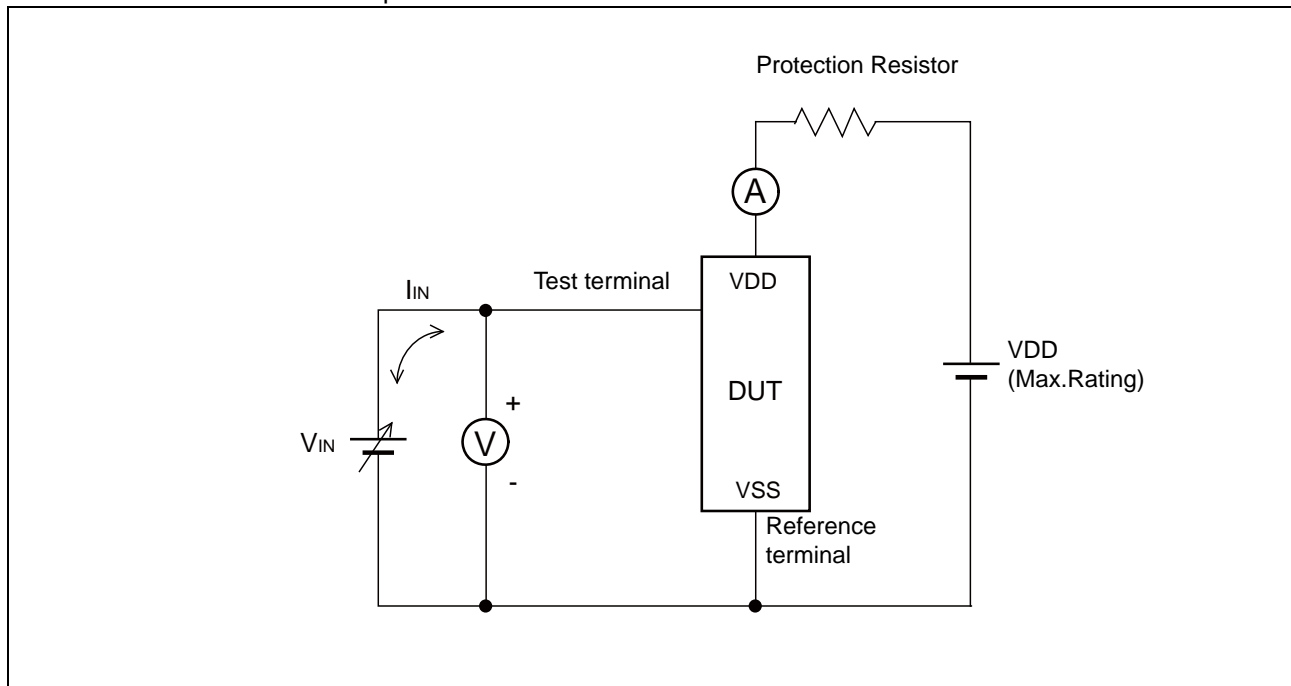 Protection Resistor
A
IIN
Test terminal
VDD
VDD
(Max.Rating)
DUT
+
VIN
V
-
VSS
Reference
terminal